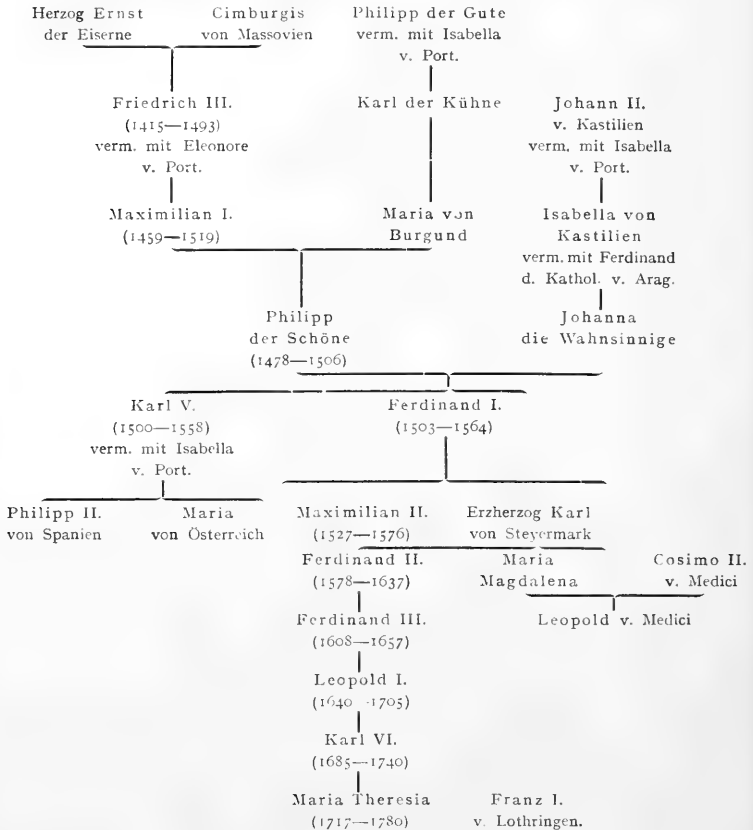 Herzog Ernst Cimburgis Philipp der Gute
der Eiserne von Massovien verm. mit Isabella
v. Port.
Friedrich III. Karl der Kühne Johann II.
(1415—1493) v. Kastilien
verm. mit Eleonore verm. mit Isabella
v. Port. v. Port.
Maximilian I. Maria von Isabella von
(1459—1519) Burgund Kastilien
verm. mit Ferdinand
d. Kathol. v. Arag.
Philipp Johanna
der Schöne die Wahnsinnige
(1478—1506)
Karl V. Ferdinand I.
(1500—1558) (1503—1564)
verm. mit Isabella
v. Port.
Philipp II. Maria Maximilian II. Erzherzog Karl
von Spanien von Österreich (1527—1576) von Steyermark
Ferdinand II. Maria Cosimo II.
(1578—1637) Magdalena v. Medici
Ferdinand III. Leopold v. Medici
(1608—1657)
Leopold I.
(1640—1705)
Karl VI.
(1685—1740)
Maria Theresia Franz I.
(1717—1780) v. Lothringen.